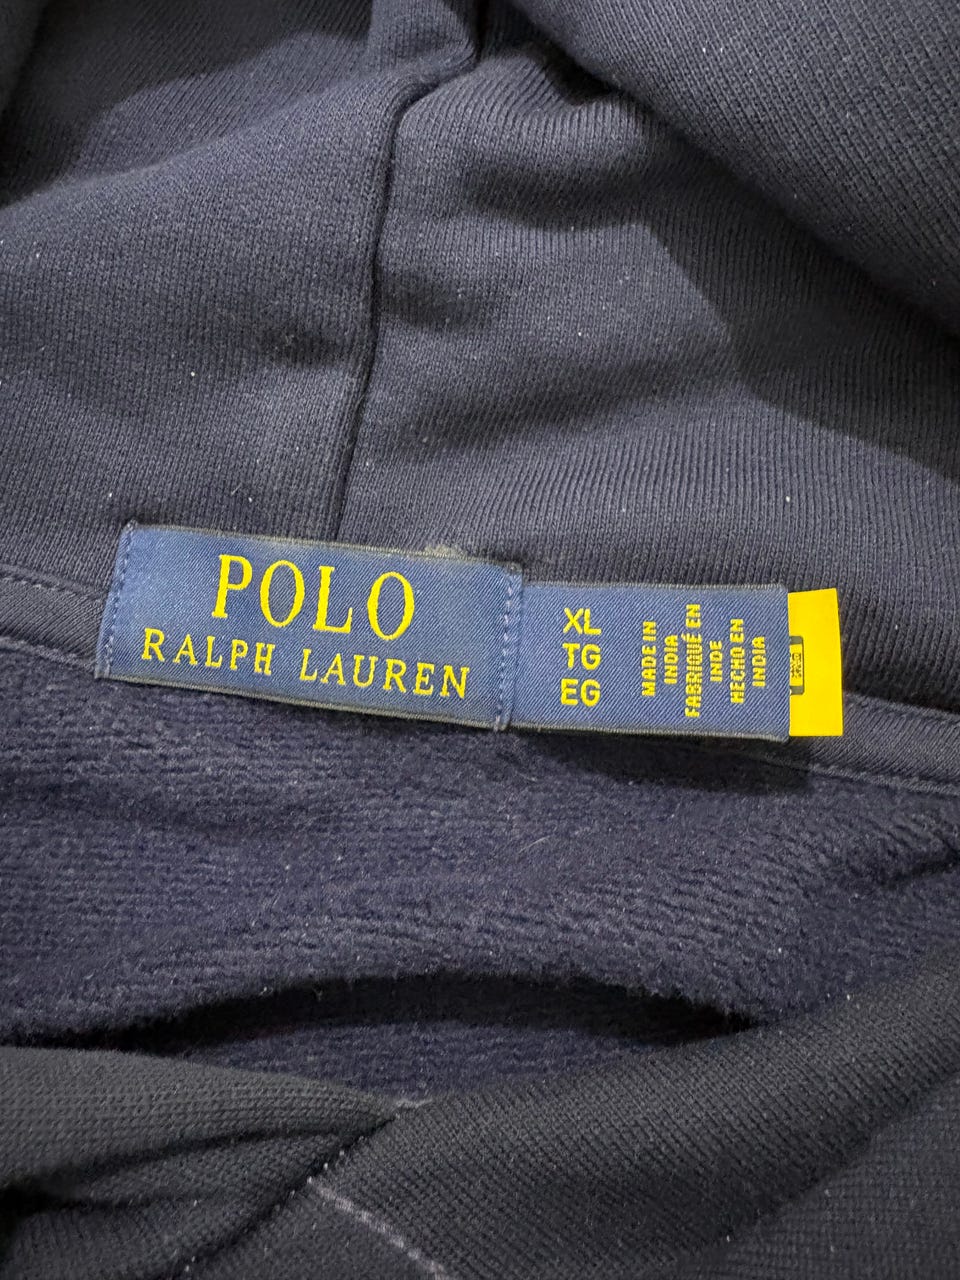 POLO
RALPH LAUREN
XL
TG
EG
MADE IN
INDIA
FABRIQUÉ EN
INDE
HECHO EN
INDIA